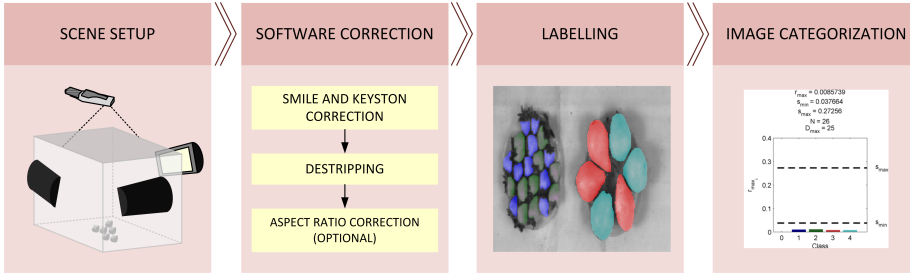 SCENE SETUP
SOFTWARE CORRECTION
SMILE AND KEYSTON
CORRECTION
DESTRIPPING
ASPECT RATIO CORRECTION
(OPTIONAL)
LABELLING
IMAGE CATEGORIZATION
r_max = 0.0085739
s_min = 0.037664
s_max = 0.27256
N = 26
D_max = 25
0.4
0.3
0.2
0.1
0
r_max_i
s_max
s_min
0 1 2 3 4
Class